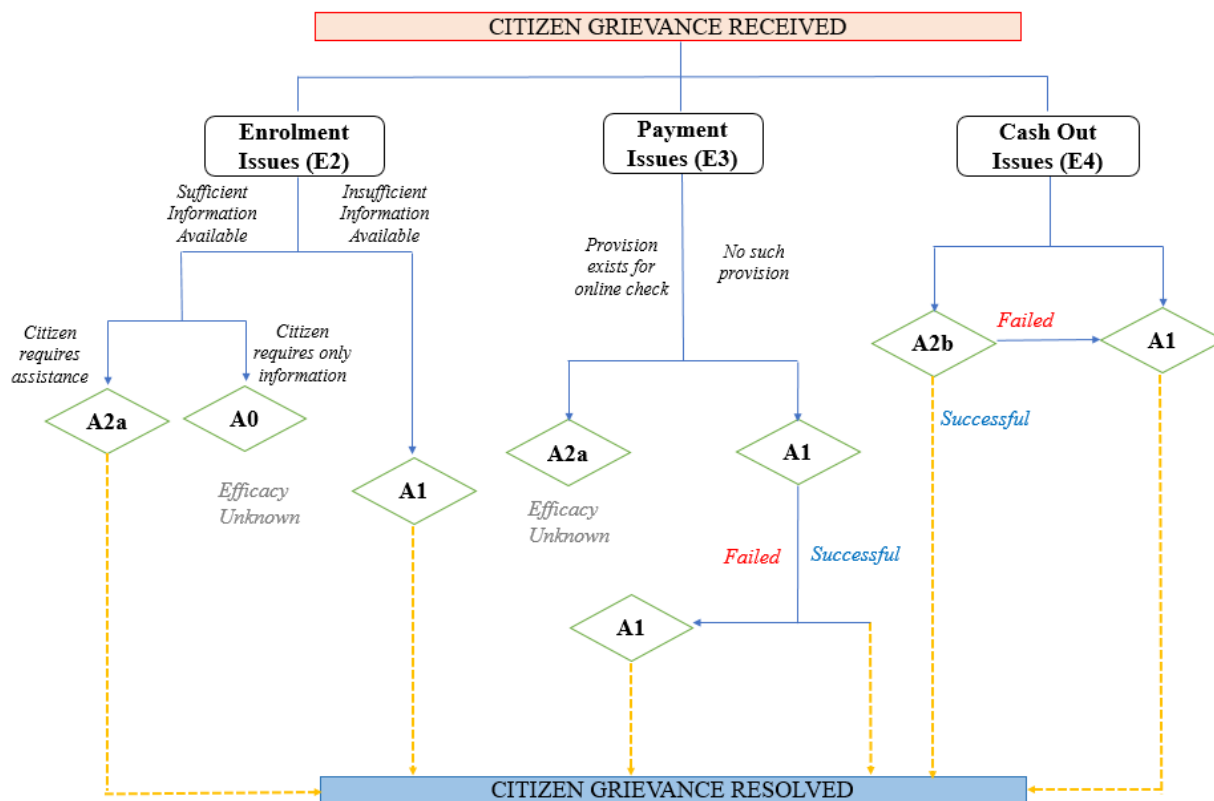 CITIZEN GRIEVANCE RECEIVED
Enrolment
Issues (E2)
Payment
Issues (E3)
Cash Out
Issues (E4)
Sufficient
Information
Available
Insufficient
Information
Available
Provision
exists for
online check
No such
provision
Citizen
requires
assistance
Citizen
requires only
information
A2b
Failed
A1
A2a
A0
Successful
A2a
A1
Efficacy
Unknown
A1
Efficacy
Unknown
Failed
Successful
A1
CITIZEN GRIEVANCE RESOLVED